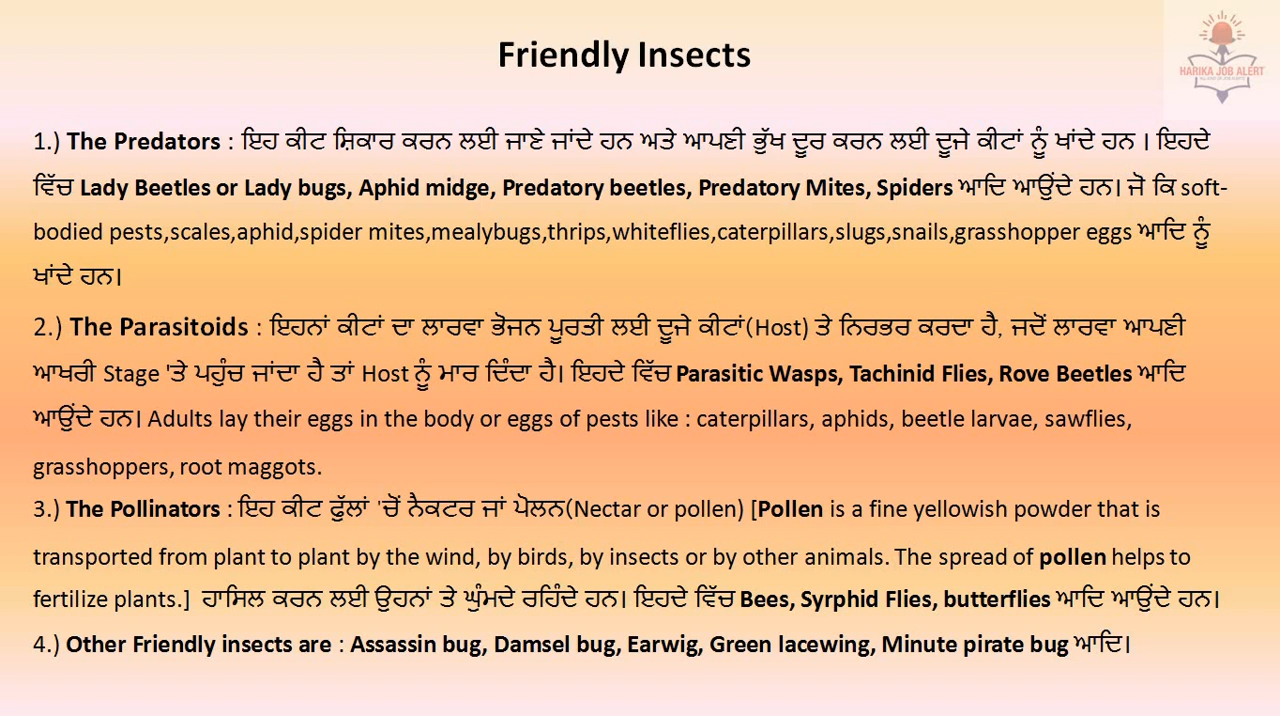 Friendly Insects
HARIKA JOB ALERT
1.) The Predators : ਇਹ ਕੀਟ ਸ਼ਿਕਾਰ ਕਰਨ ਲਈ ਜਾਣੇ ਜਾਂਦੇ ਹਨ ਅਤੇ ਆਪਣੀ ਭੁੱਖ ਦੂਰ ਕਰਨ ਲਈ ਦੂਜੇ ਕੀਟਾਂ ਨੂੰ ਖਾਂਦੇ ਹਨ । ਇਹਦੇ
ਵਿੱਚ Lady Beetles or Lady bugs, Aphid midge, Predatory beetles, Predatory Mites, Spiders ਆਦਿ ਆਉਂਦੇ ਹਨ। ਜੋ ਕਿ soft-
bodied pests,scales,aphid,spider mites,mealybugs,thrips,whiteflies,caterpillars,slugs,snails,grasshopper eggs ਆਦਿ ਨੂੰ
ਖਾਂਦੇ ਹਨ।
2.) The Parasitoids : ਇਹਨਾਂ ਕੀਟਾਂ ਦਾ ਲਾਰਵਾ ਭੋਜਨ ਪੂਰਤੀ ਲਈ ਦੂਜੇ ਕੀਟਾਂ(Host) ਤੇ ਨਿਰਭਰ ਕਰਦਾ ਹੈ, ਜਦੋਂ ਲਾਰਵਾ ਆਪਣੀ
ਆਖਰੀ Stage 'ਤੇ ਪਹੁੰਚ ਜਾਂਦਾ ਹੈ ਤਾਂ Host ਨੂੰ ਮਾਰ ਦਿੰਦਾ ਹੈ। ਇਹਦੇ ਵਿੱਚ Parasitic Wasps, Tachinid Flies, Rove Beetles ਆਦਿ
ਆਉਂਦੇ ਹਨ। Adults lay their eggs in the body or eggs of pests like : caterpillars, aphids, beetle larvae, sawflies,
grasshoppers, root maggots.
3.) The Pollinators : ਇਹ ਕੀਟ ਫੁੱਲਾਂ 'ਚੋਂ ਨੈਕਟਰ ਜਾਂ ਪੋਲਨ(Nectar or pollen) [Pollen is a fine yellowish powder that is
transported from plant to plant by the wind, by birds, by insects or by other animals. The spread of pollen helps to
fertilize plants.] ਹਾਸਿਲ ਕਰਨ ਲਈ ਉਹਨਾਂ ਤੇ ਘੁੰਮਦੇ ਰਹਿੰਦੇ ਹਨ। ਇਹਦੇ ਵਿੱਚ Bees, Syrphid Flies, butterflies ਆਦਿ ਆਉਂਦੇ ਹਨ।
4.) Other Friendly insects are : Assassin bug, Damsel bug, Earwig, Green lacewing, Minute pirate bug ਆਦਿ।